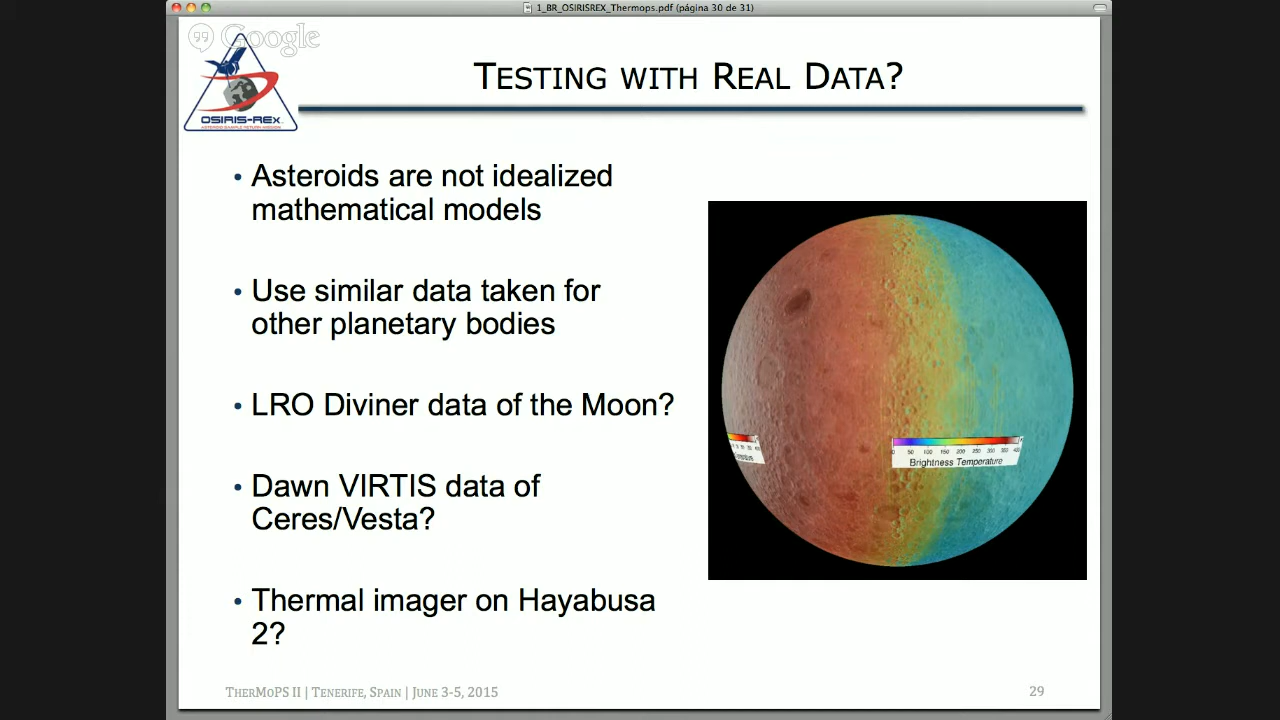 1_BR_OSIRISREX_Thermops.pdf (página 30 de 31)
Google
TESTING WITH REAL DATA?
OSIRIS-REx
ASTEROID SAMPLE RETURN MISSION
• Asteroids are not idealized
mathematical models
• Use similar data taken for
other planetary bodies
• LRO Diviner data of the Moon?
• Dawn VIRTIS data of
Ceres/Vesta?
• Thermal imager on Hayabusa
2?
0 50 100 150 200 250 300 350 400
Brightness Temperature
THERMOPS II | TENERIFE, SPAIN | JUNE 3-5, 2015
29